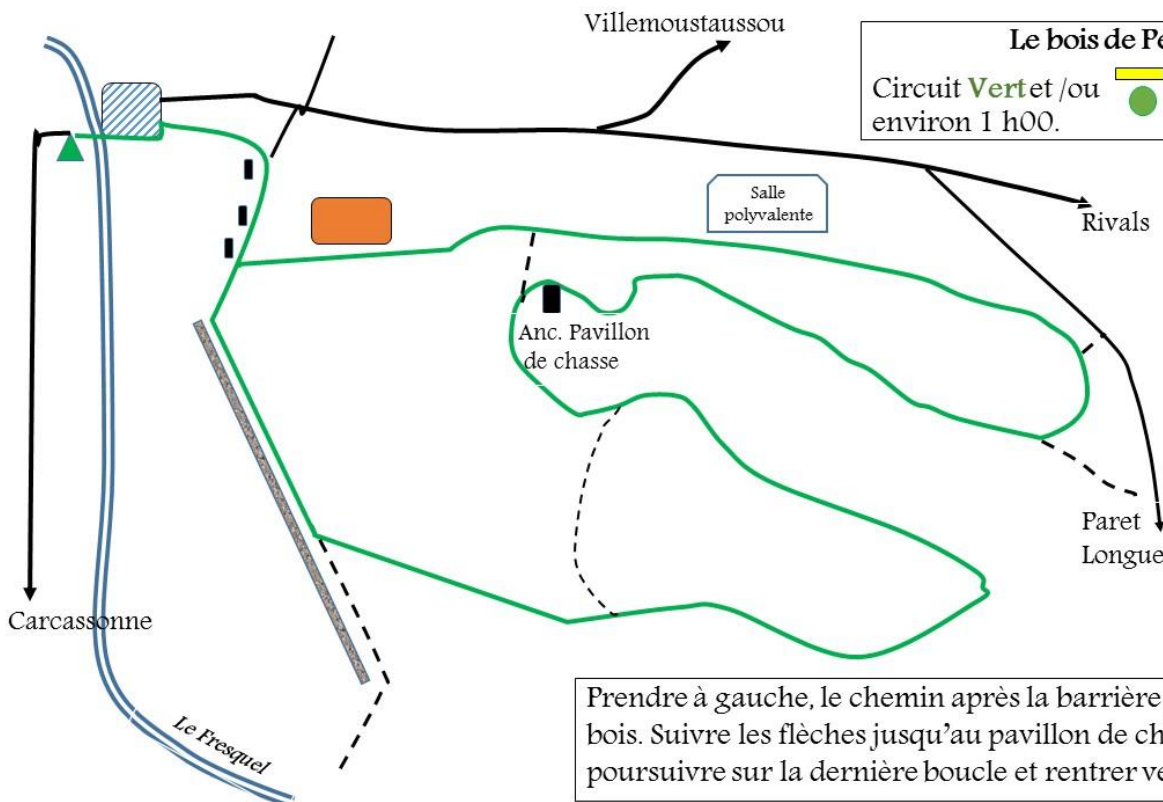 Villemoustaussou
Le bois de Pe
Circuit Vert et /ou
environ 1 h00.
Salle
polyvalente
Rivals
Anc. Pavillon
de chasse
Paret
Longue
Carcassonne
Le Fresquel
Prendre à gauche, le chemin après la barrière
bois. Suivre les flèches jusqu'au pavillon de ch
poursuivre sur la dernière boucle et rentrer ve